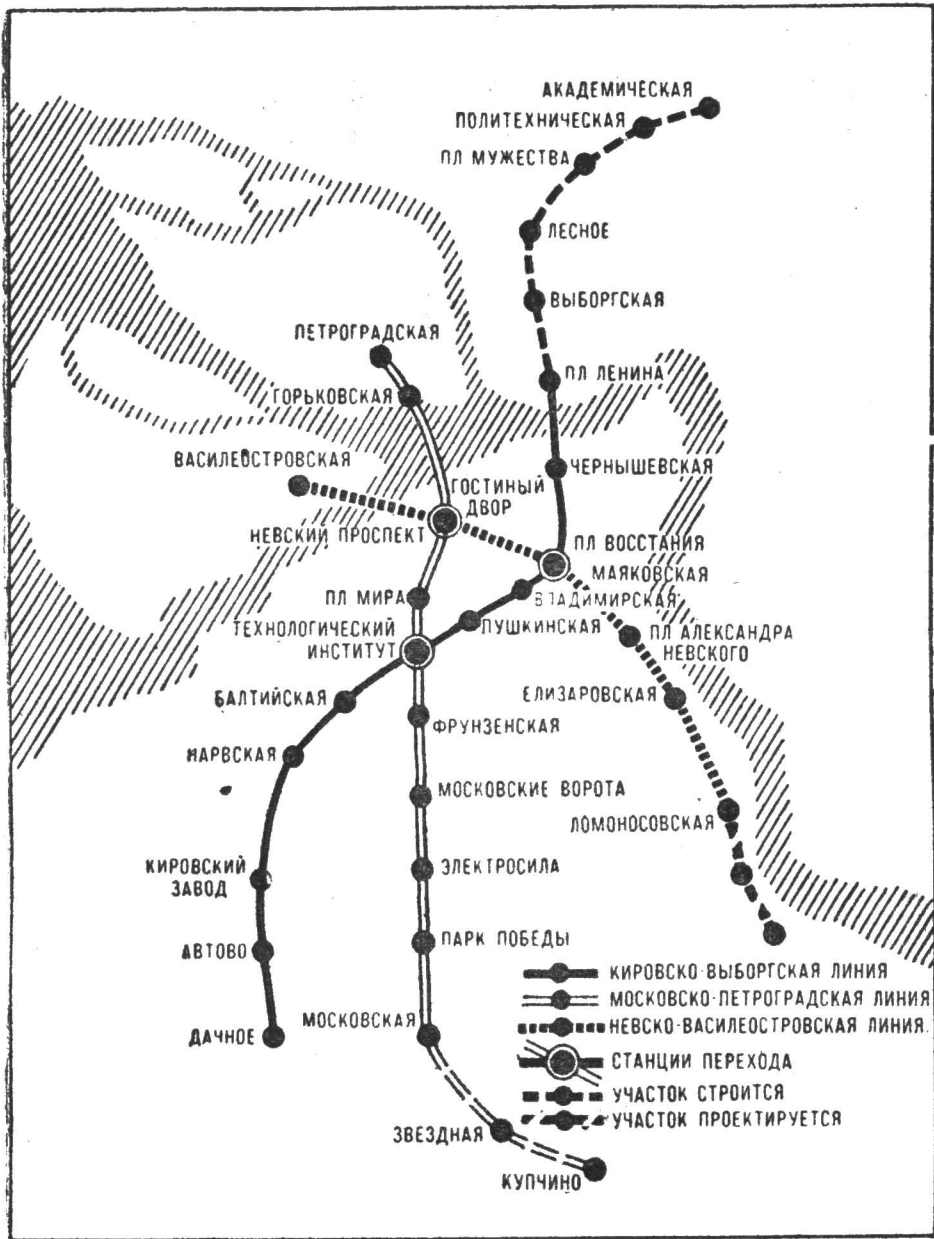 АКАДЕМИЧЕСКАЯ
ПОЛИТЕХНИЧЕСКАЯ
ПЛ МУЖЕСТВА
ЛЕСНОЕ
ВЫБОРГСКАЯ
ПЕТРОГРАДСКАЯ
ПЛ ЛЕНИНА
ГОРЬКОВСКАЯ
ВАСИЛЕОСТРОВСКАЯ
ЧЕРНЫШЕВСКАЯ
ГОСТИНЫЙ
ДВОР
НЕВСКИЙ ПРОСПЕКТ
ПЛ ВОССТАНИЯ
МАЯКОВСКАЯ
ВЛАДИМИРСКАЯ
ПЛ МИРА
ПУШКИНСКАЯ
ТЕХНОЛОГИЧЕСКИЙ
ИНСТИТУТ
ПЛ АЛЕКСАНДРА
НЕВСКОГО
БАЛТИЙСКАЯ
ЕЛИЗАРОВСКАЯ
ФРУНЗЕНСКАЯ
НАРВСКАЯ
МОСКОВСКИЕ ВОРОТА
ЛОМОНОСОВСКАЯ
КИРОВСКИЙ
ЗАВОД
ЭЛЕКТРОСИЛА
АВТОВО
ПАРК ПОБЕДЫ
МОСКОВСКАЯ
ДАЧНОЕ
ЗВЕЗДНАЯ
КУПЧИНО
КИРОВСКО-ВЫБОРГСКАЯ ЛИНИЯ
МОСКОВСКО-ПЕТРОГРАДСКАЯ ЛИНИЯ
НЕВСКО-ВАСИЛЕОСТРОВСКАЯ ЛИНИЯ.
СТАНЦИИ ПЕРЕХОДА
УЧАСТОК СТРОИТСЯ
УЧАСТОК ПРОЕКТИРУЕТСЯ